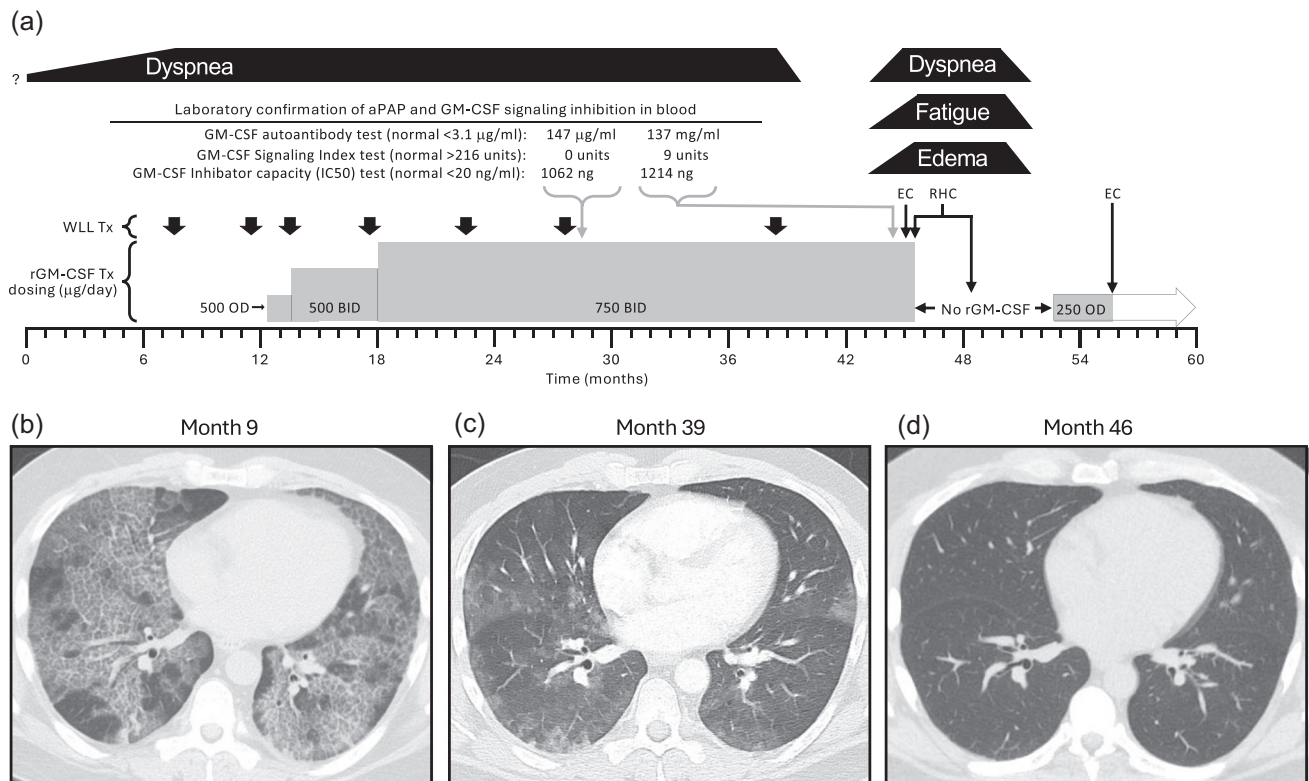 (a)
Dyspnea
Dyspnea
?
Fatigue
Laboratory confirmation of aPAP and GM-CSF signaling inhibition in blood
GM-CSF autoantibody test (normal <3.1 µg/ml): 147 µg/ml 137 mg/ml
GM-CSF Signaling Index test (normal >216 units): 0 units 9 units
Edema
GM-CSF Inhibator capacity (IC50) test (normal <20 ng/ml): 1062 ng 1214 ng
EC RHC EC
WLL Tx
rGM-CSF Tx
dosing (µg/day)
500 OD
500 BID
750 BID
No rGM-CSF
250 OD
0 6 12 18 24 30 36 42 48 54 60
Time (months)
(b) Month 9
(c) Month 39
(d) Month 46